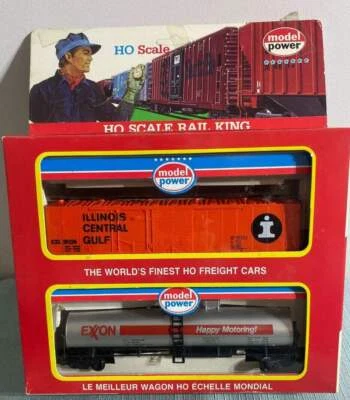 HO Scale
model
power
HO SCALE RAIL KING
model
power
ILLINOIS
CENTRAL
GULF
i
THE WORLD'S FINEST HO FREIGHT CARS
model
power
EXXON
Happy Motoring!
LE MEILLEUR WAGON HO ÉCHELLE MONDIAL